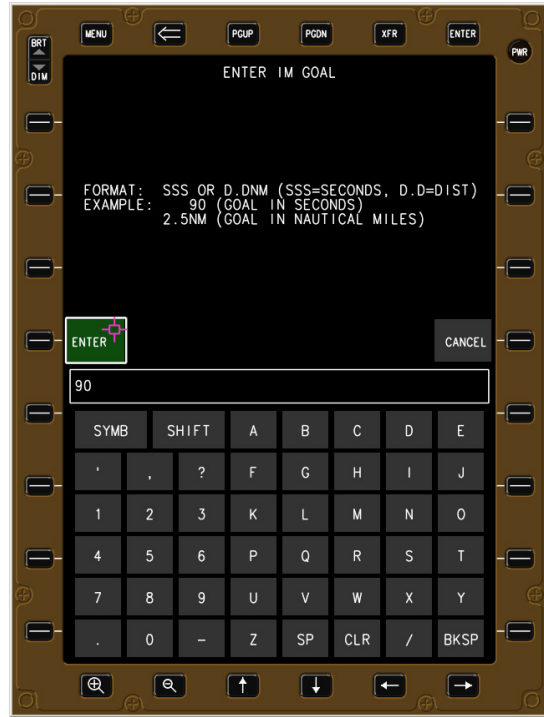 MENU PGUP PGDN XFR ENTER
BRT
DIM
PWR
ENTER IM GOAL
FORMAT: SSS OR D.DNM (SSS=SECONDS, D.D=DIST)
EXAMPLE: 90 (GOAL IN SECONDS)
2.5NM (GOAL IN NAUTICAL MILES)
ENTER CANCEL
90
SYMB SHIFT A B C D E
' , ? F G H I J
1 2 3 K L M N O
4 5 6 P Q R S T
7 8 9 U V W X Y
. 0 - Z SP CLR / BKSP